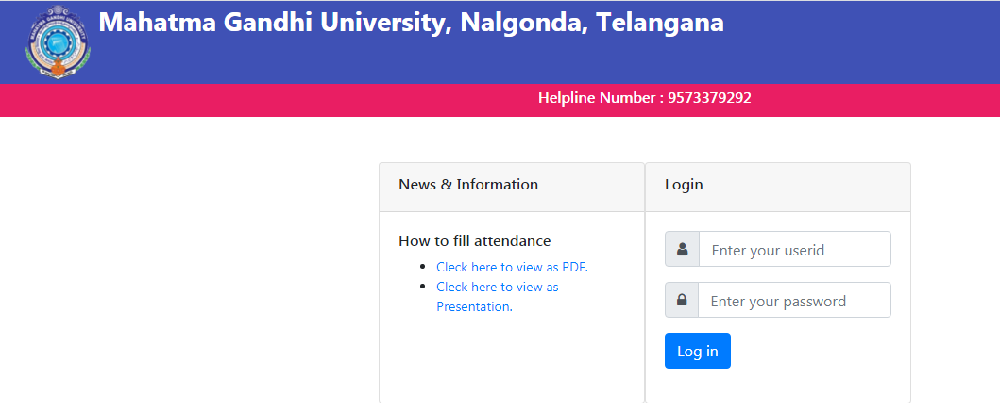 Mahatma Gandhi University, Nalgonda, Telangana
Helpline Number : 9573379292
News & Information
How to fill attendance
Cleck here to view as PDF.
Cleck here to view as
Presentation.
Login
Enter your userid
Enter your password
Log in